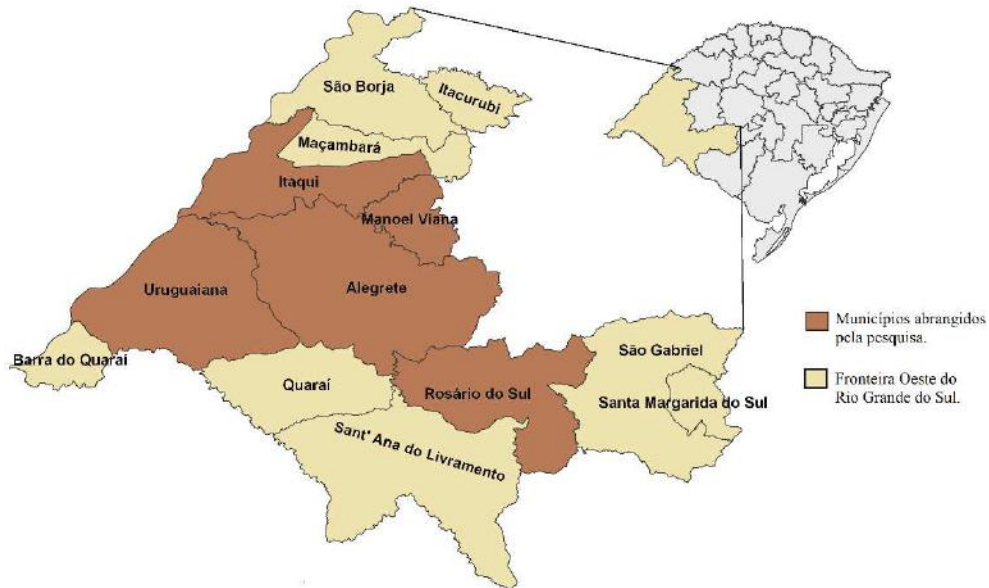 São Borja
Itacurubi
Maçambará
Itaqui
Manoel Viana
Uruguaiana
Alegrete
Barra do Quaraí
Quaraí
Rosário do Sul
São Gabriel
Santa Margarida do Sul
Sant' Ana do Livramento
Municípios abrangidos
pela pesquisa.
Fronteira Oeste do
Rio Grande do Sul.